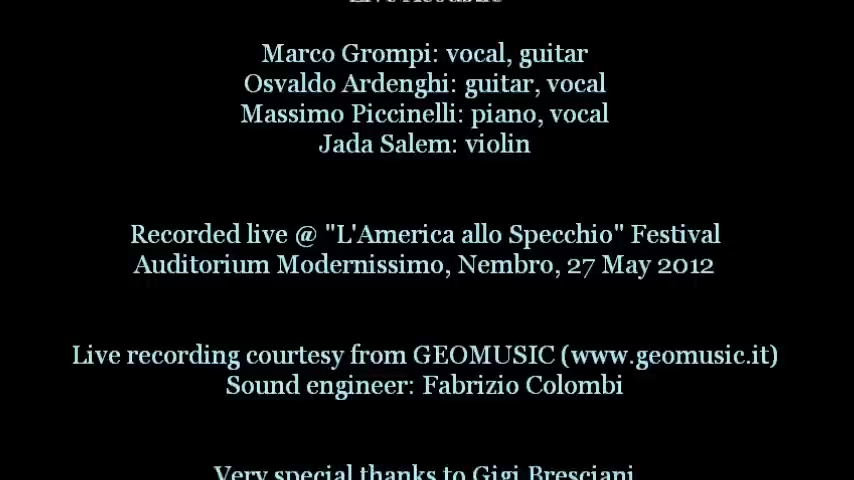 Marco Grompi: vocal, guitar
Osvaldo Ardenghi: guitar, vocal
Massimo Piccinelli: piano, vocal
Jada Salem: violin
Recorded live @ "L'America allo Specchio" Festival
Auditorium Modernissimo, Nembro, 27 May 2012
Live recording courtesy from GEOMUSIC (www.geomusic.it)
Sound engineer: Fabrizio Colombi
Very special thanks to Gigi Bresciani